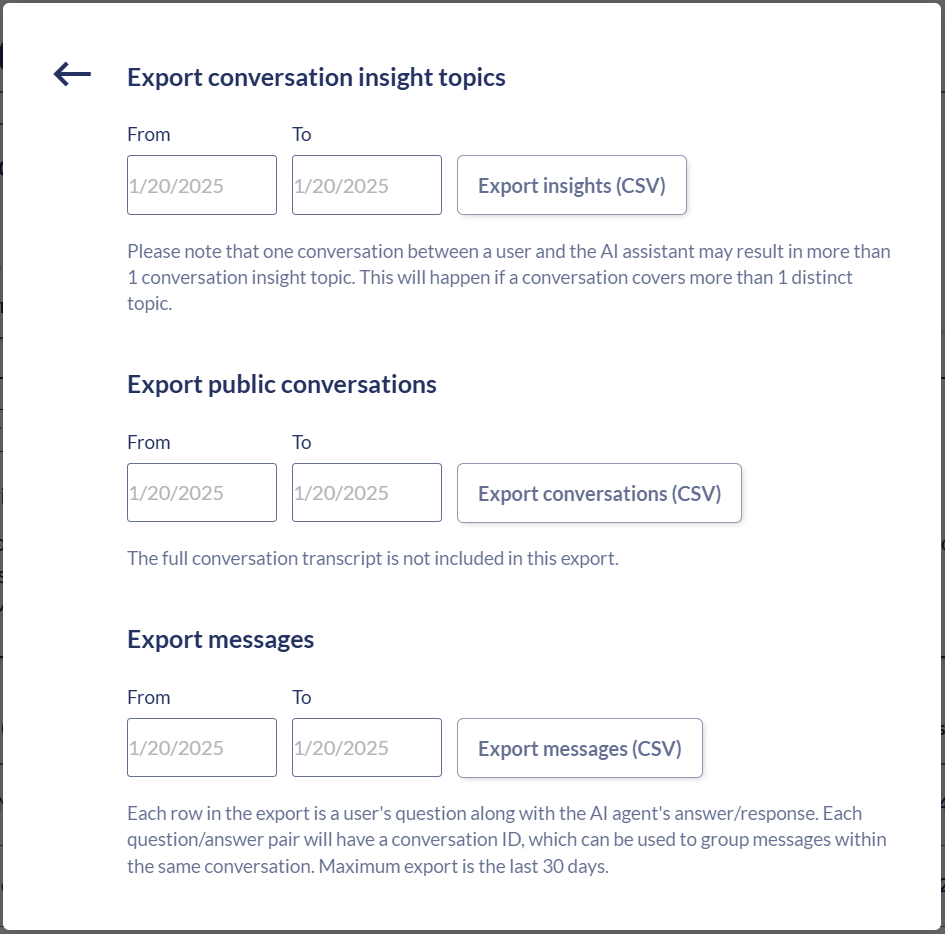 Export conversation insight topics
From To
1/20/2025 1/20/2025 Export insights (CSV)
Please note that one conversation between a user and the AI assistant may result in more than
1 conversation insight topic. This will happen if a conversation covers more than 1 distinct
topic.
Export public conversations
From To
1/20/2025 1/20/2025 Export conversations (CSV)
The full conversation transcript is not included in this export.
Export messages
From To
1/20/2025 1/20/2025 Export messages (CSV)
Each row in the export is a user's question along with the AI agent's answer/response. Each
question/answer pair will have a conversation ID, which can be used to group messages within
the same conversation. Maximum export is the last 30 days.